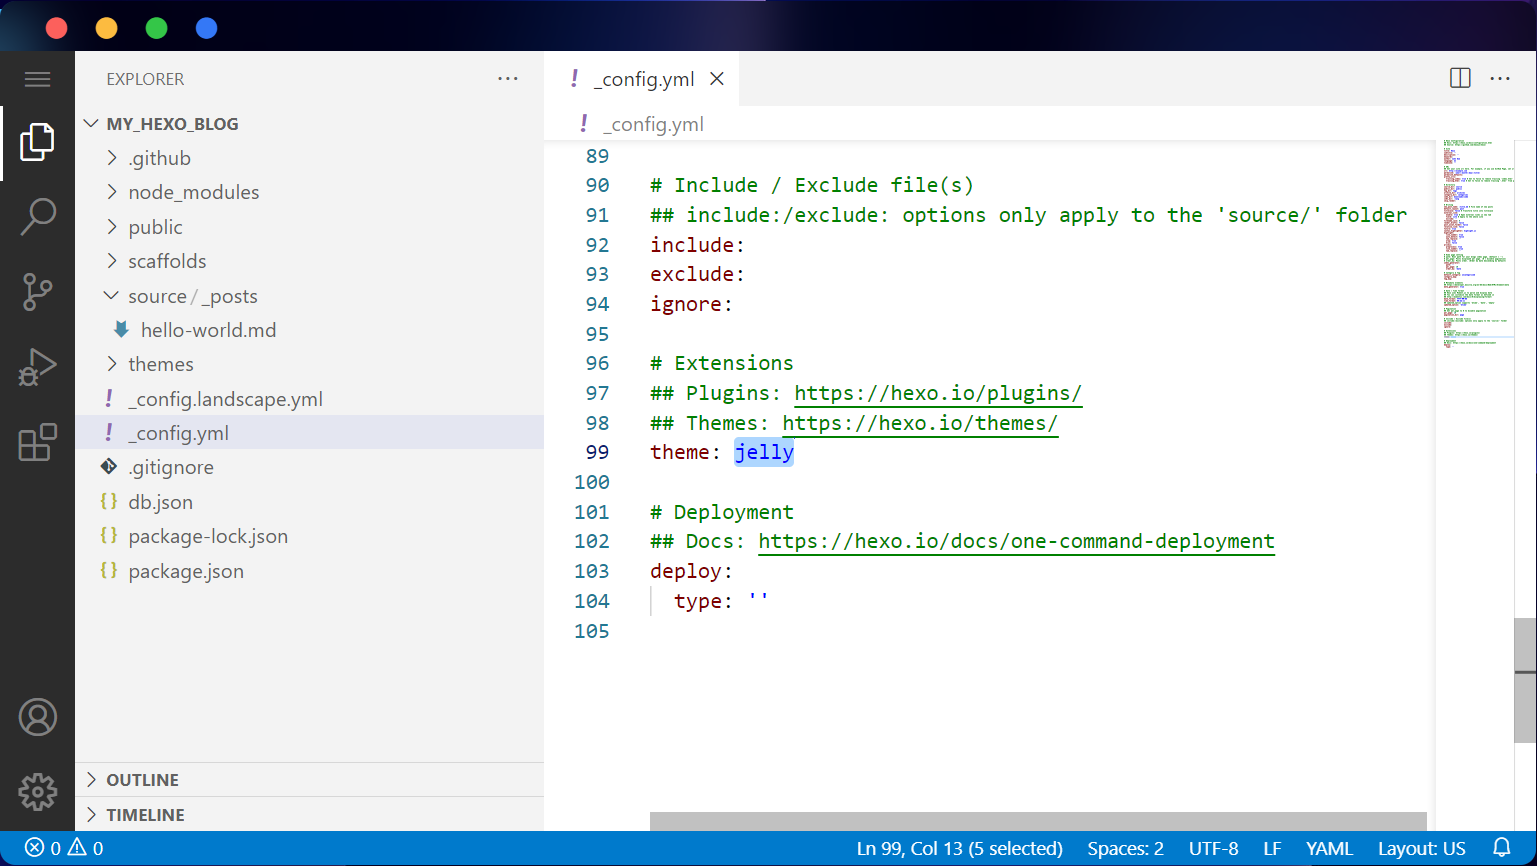 EXPLORER
MY_HEXO_BLOG
.github
node_modules
public
scaffolds
source / _posts
hello-world.md
themes
! _config.landscape.yml
! _config.yml
.gitignore
{} db.json
{} package-lock.json
{} package.json
OUTLINE
TIMELINE
! _config.yml
! _config.yml
89
90 # Include / Exclude file(s)
91 ## include:/exclude: options only apply to the 'source/' folder
92 include:
93 exclude:
94 ignore:
95
96 # Extensions
97 ## Plugins: https://hexo.io/plugins/
98 ## Themes: https://hexo.io/themes/
99 theme: jelly
100
101 # Deployment
102 ## Docs: https://hexo.io/docs/one-command-deployment
103 deploy:
104   type: ''
105
0 0 Ln 99, Col 13 (5 selected) Spaces: 2 UTF-8 LF YAML Layout: US